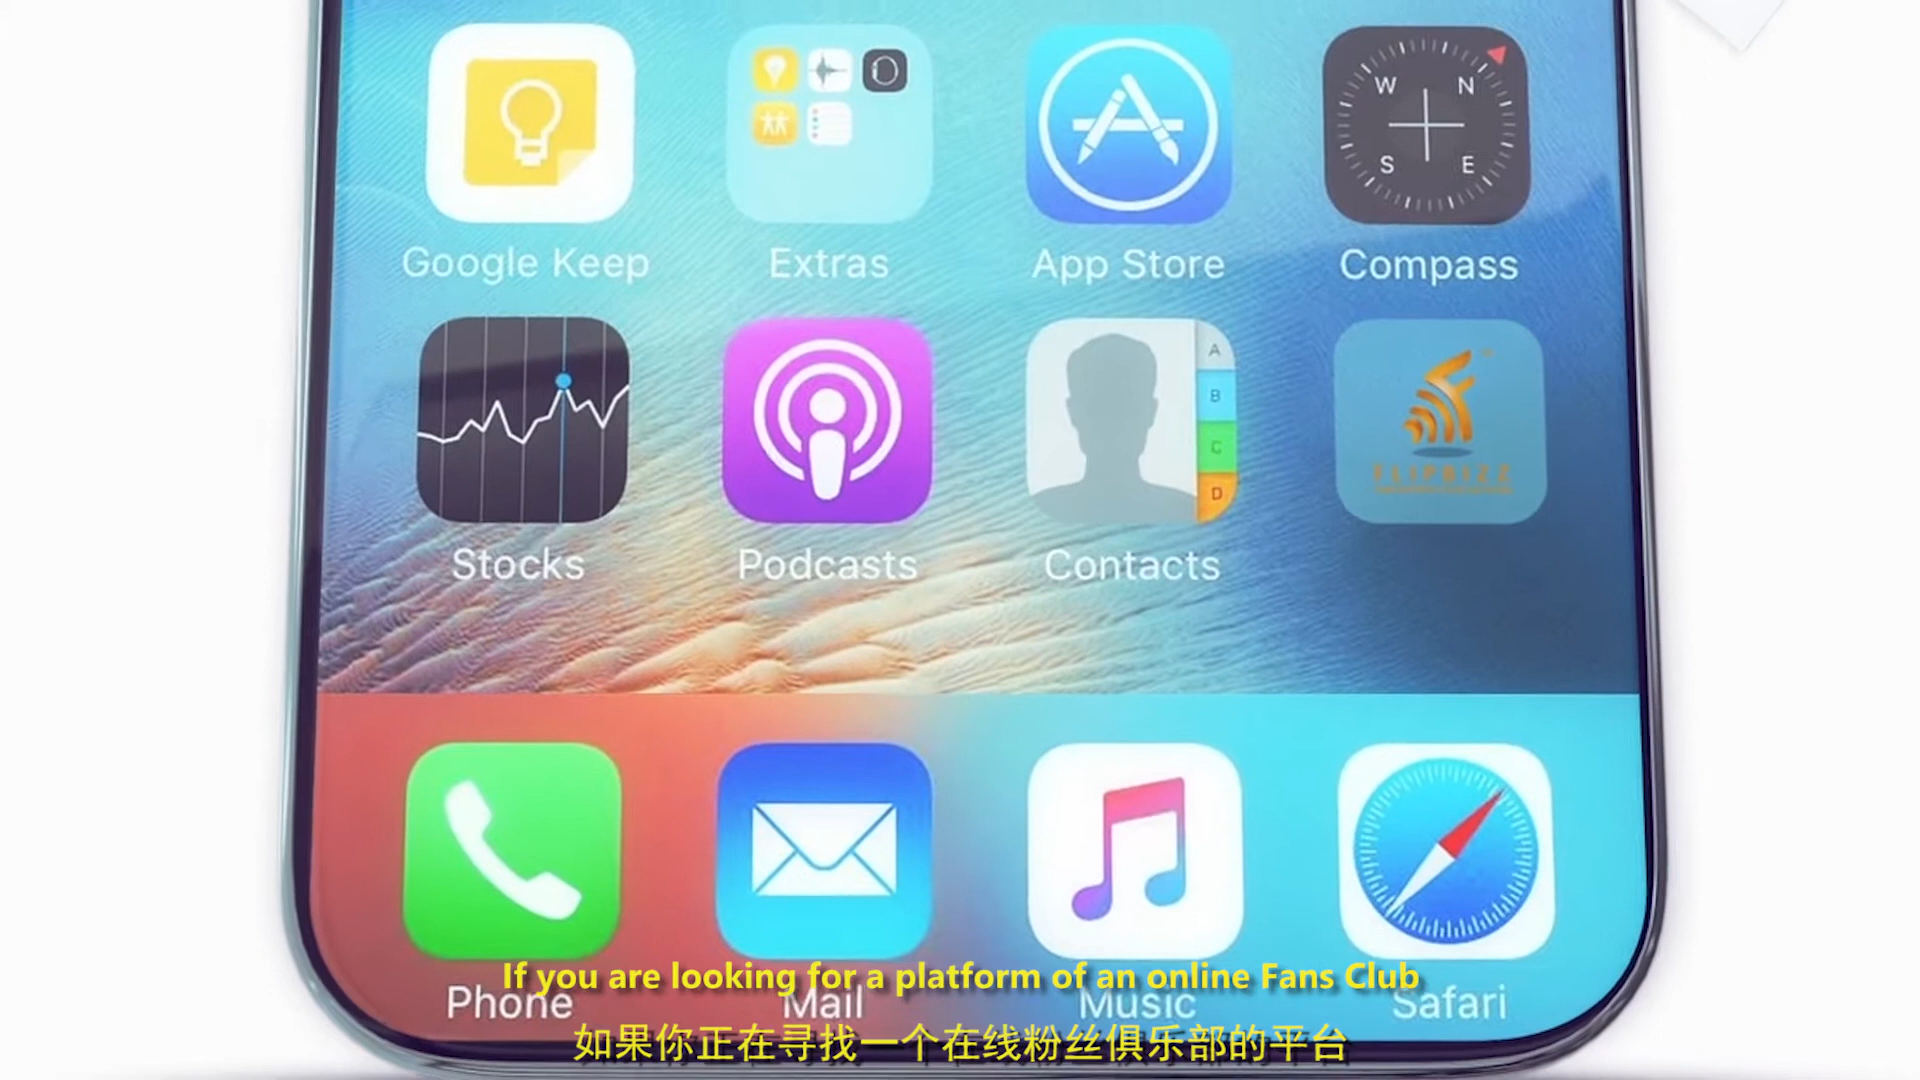 W N
S E
Google Keep Extras App Store Compass
A
B
C
D
FLIPBIZZ
Stocks Podcasts Contacts
If you are looking for a platform of an online Fans Club
Phone Mail Music Safari
如果你正在寻找一个在线粉丝俱乐部的平台